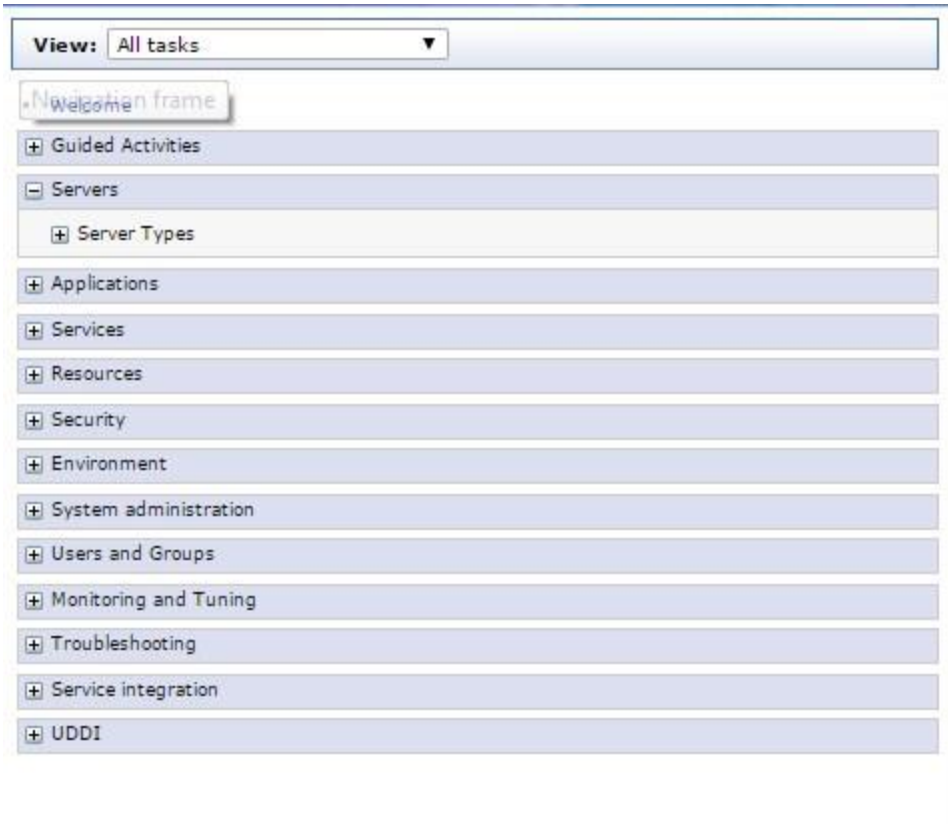 View: All tasks
Navigation frame
Welcome
Guided Activities
Servers
Server Types
Applications
Services
Resources
Security
Environment
System administration
Users and Groups
Monitoring and Tuning
Troubleshooting
Service integration
UDDI